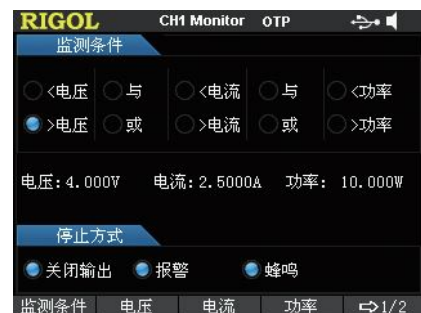 RIGOL CH1 Monitor OTP
监测条件
<电压 与 <电流 与 <功率
>电压 或 >电流 或 >功率
电压:4.000V 电流:2.5000A 功率: 10.000W
停止方式
关闭输出 报警 蜂鸣
监测条件 电压 电流 功率 ⇨1/2